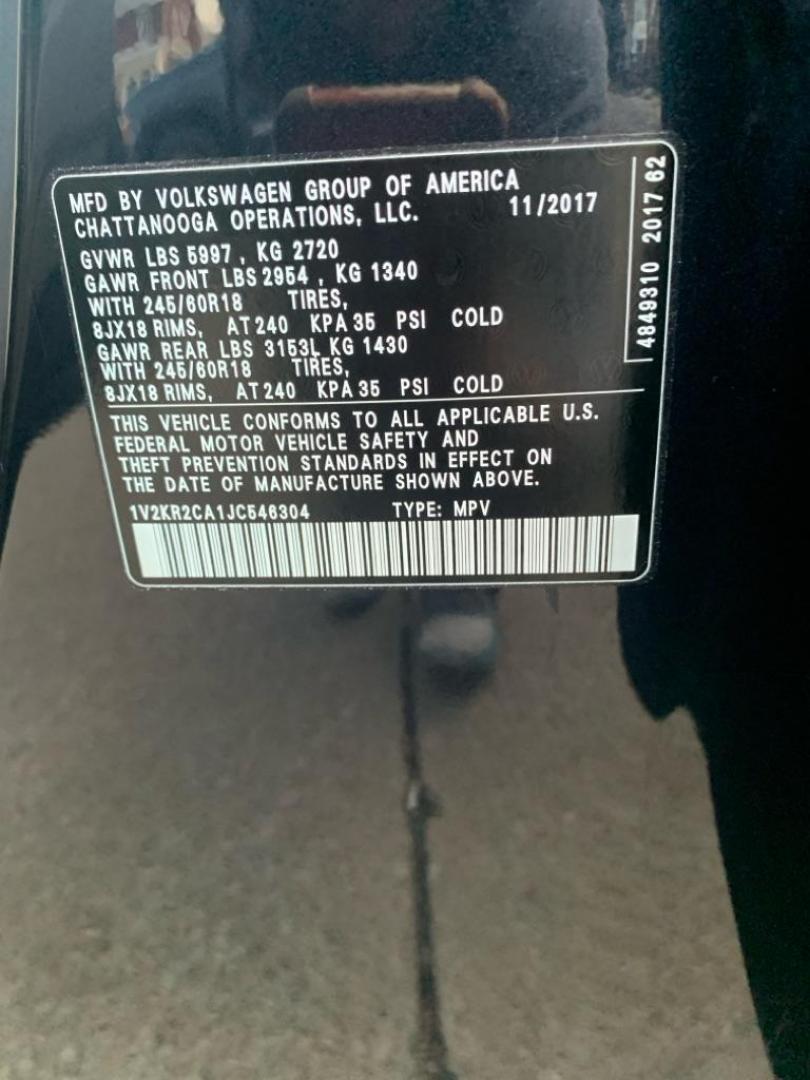 MFD BY VOLKSWAGEN GROUP OF AMERICA
CHATTANOOGA OPERATIONS, LLC. 11/2017
GVWR LBS 5997 , KG 2720
GAWR FRONT LBS 2954 , KG 1340
WITH 245/60R18 TIRES,
8JX18 RIMS, AT 240 KPA 35 PSI COLD
GAWR REAR LBS 3153L KG 1430
WITH 245/60R18 TIRES,
8JX18 RIMS, AT 240 KPA 35 PSI COLD
THIS VEHICLE CONFORMS TO ALL APPLICABLE U.S.
FEDERAL MOTOR VEHICLE SAFETY AND
THEFT PREVENTION STANDARDS IN EFFECT ON
THE DATE OF MANUFACTURE SHOWN ABOVE.
1V2KR2CA1JC546304 TYPE: MPV
4849310 2017 62